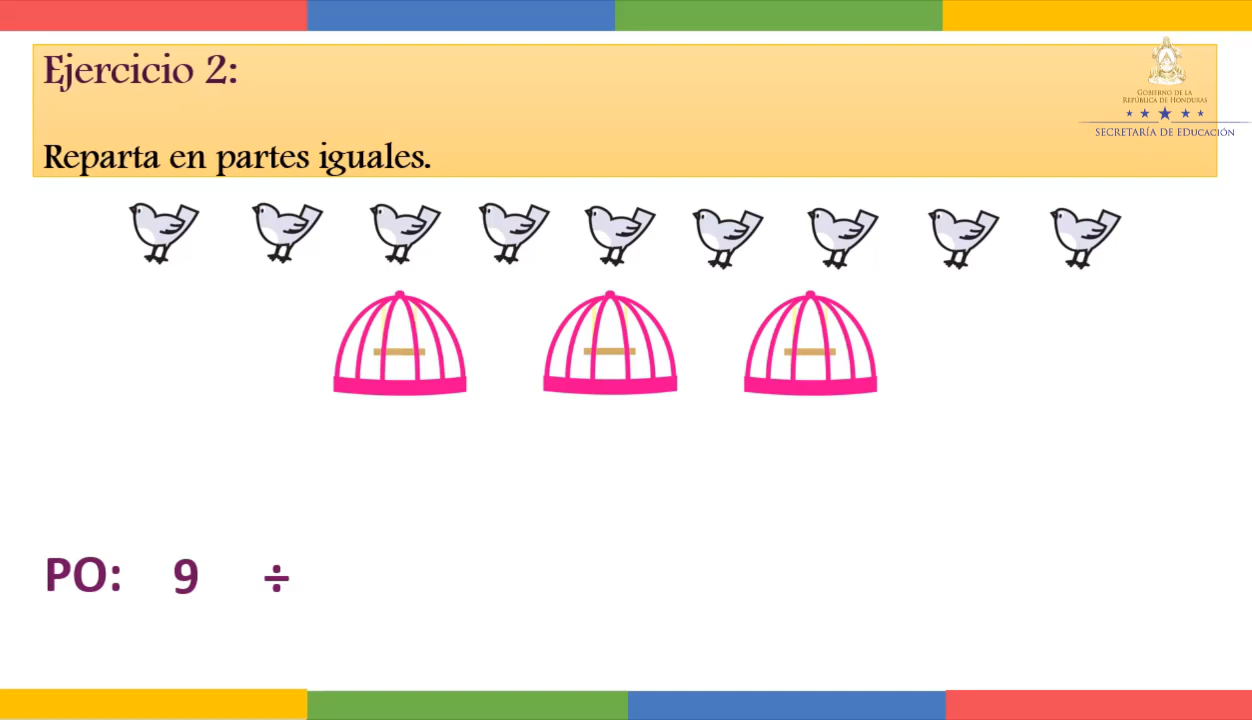 Ejercicio 2:
GOBIERNO DE LA
REPÚBLICA DE HONDURAS
SECRETARÍA DE EDUCACIÓN
Reparta en partes iguales.
PO: 9 ÷